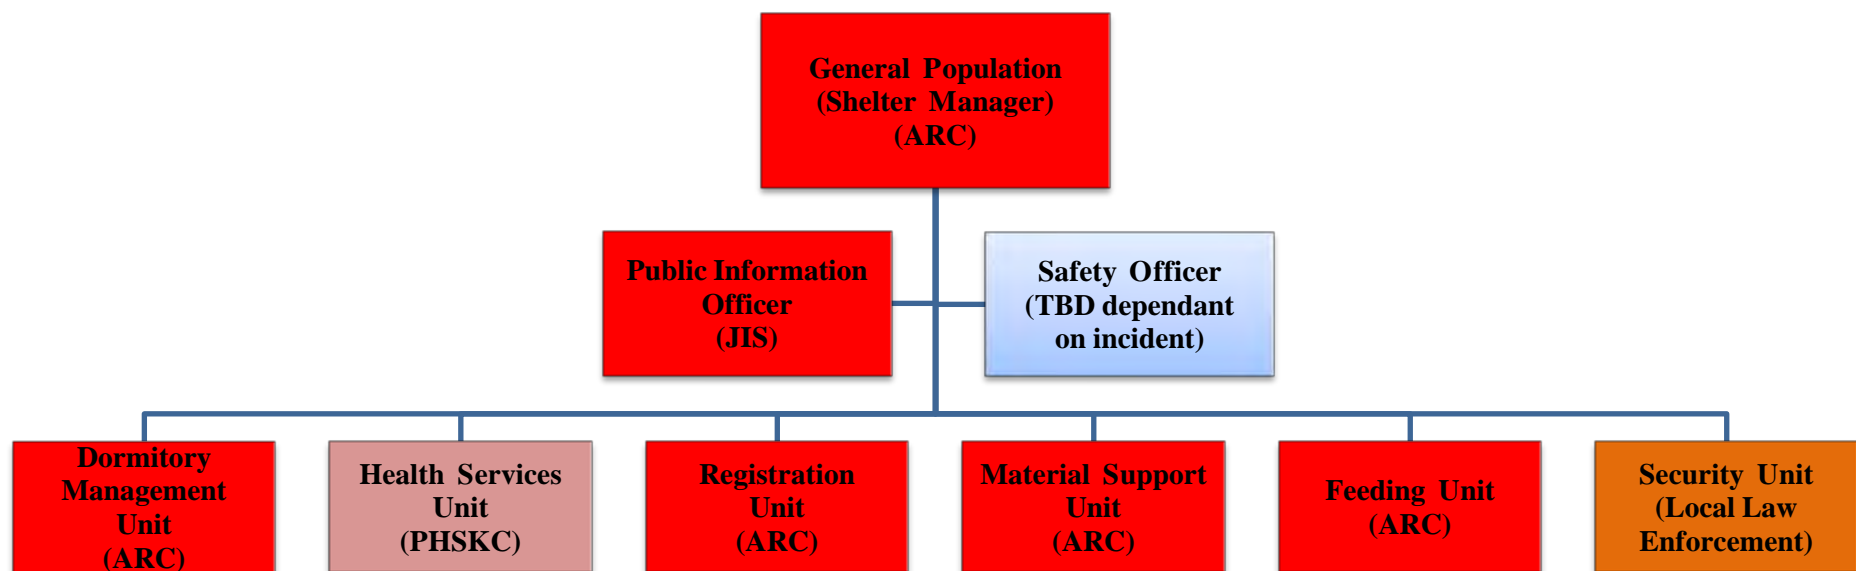 General Population
(Shelter Manager)
(ARC)
Public Information
Officer
(JIS)
Safety Officer
(TBD dependant
on incident)
Dormitory
Management
Unit
(ARC)
Health Services
Unit
(PHSKC)
Registration
Unit
(ARC)
Material Support
Unit
(ARC)
Feeding Unit
(ARC)
Security Unit
(Local Law
Enforcement)